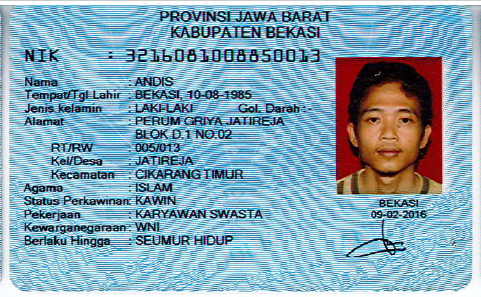 PROVINSI JAWA BARAT
KABUPATEN BEKASI
NIK : 3216081008850013
Nama : ANDIS
Tempat/Tgl Lahir : BEKASI, 10-08-1985
Jenis kelamin : LAKI-LAKI Gol. Darah :-
Alamat : PERUM GRIYA JATIREJA
BLOK D.1 NO.02
RT/RW : 005/013
Kel/Desa : JATIREJA
Kecamatan : CIKARANG TIMUR
Agama : ISLAM
Status Perkawinan: KAWIN
Pekerjaan : KARYAWAN SWASTA
Kewarganegaraan : WNI
Berlaku Hingga : SEUMUR HIDUP
BEKASI
09-02-2016